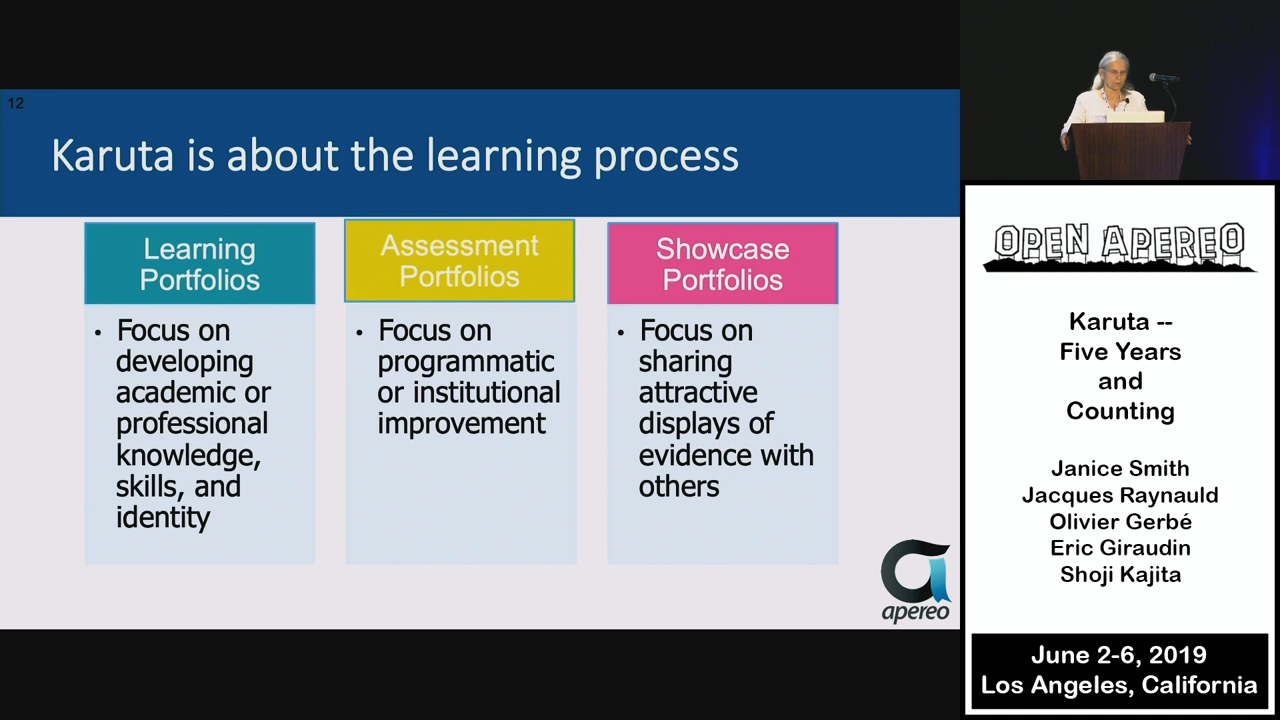 12
Karuta is about the learning process
Learning
Portfolios
• Focus on
developing
academic or
professional
knowledge,
skills, and
identity
Assessment
Portfolios
• Focus on
programmatic
or institutional
improvement
Showcase
Portfolios
• Focus on
sharing
attractive
displays of
evidence with
others
apereo
OPEN APEREO
Karuta --
Five Years
and
Counting
Janice Smith
Jacques Raynauld
Olivier Gerbé
Eric Giraudin
Shoji Kajita
June 2-6, 2019
Los Angeles, California